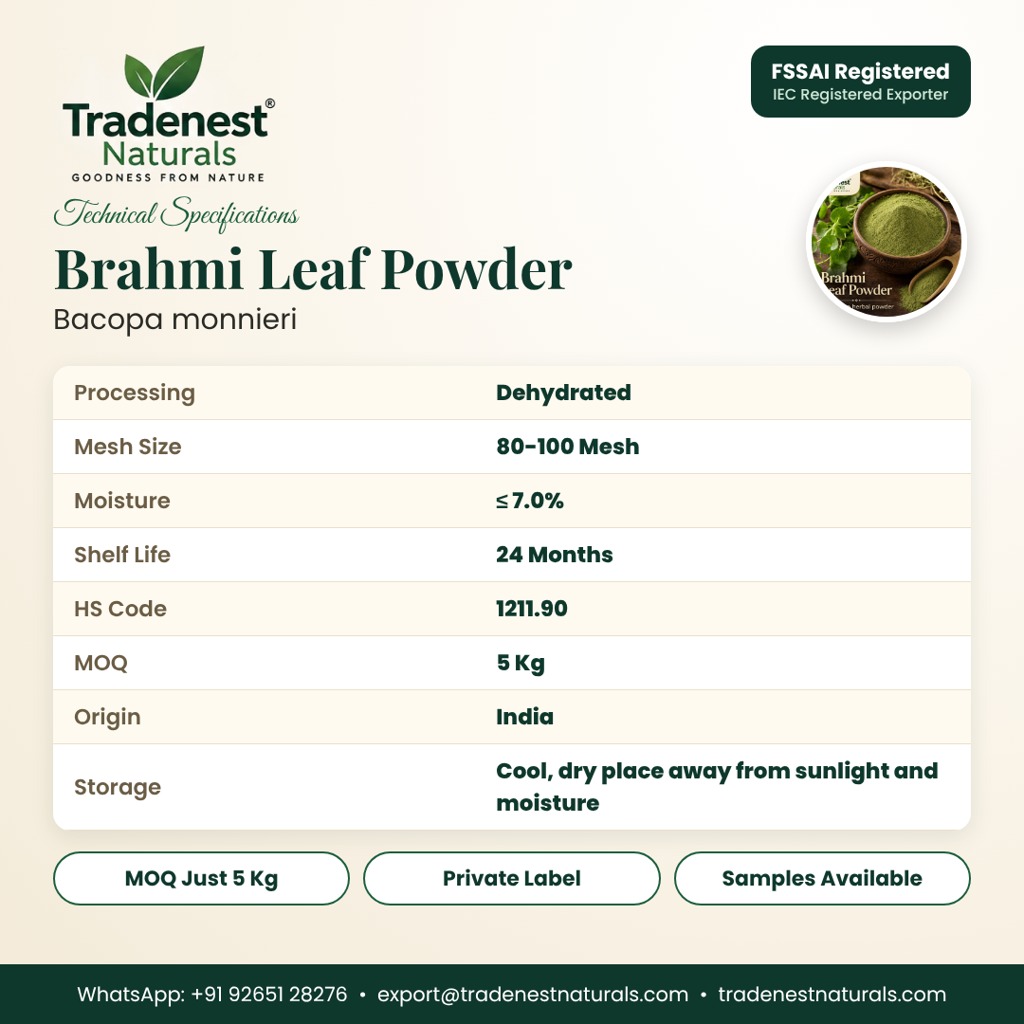 Tradenest®
Naturals
GOODNESS FROM NATURE
FSSAI Registered
IEC Registered Exporter
Technical Specifications
Brahmi Leaf Powder
Bacopa monnieri
Brahmi
eaf Powder
herbal powder
Processing Dehydrated
Mesh Size 80-100 Mesh
Moisture ≤ 7.0%
Shelf Life 24 Months
HS Code 1211.90
MOQ 5 Kg
Origin India
Storage Cool, dry place away from sunlight and
moisture
MOQ Just 5 Kg
Private Label
Samples Available
WhatsApp: +91 92651 28276 • export@tradenestnaturals.com • tradenestnaturals.com